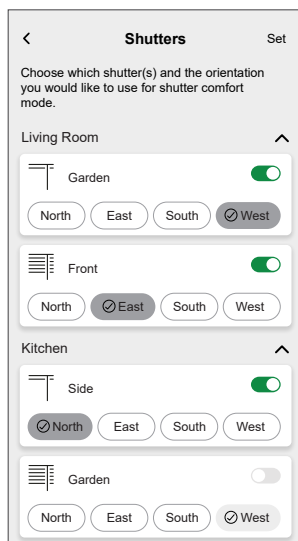 Shutters Set
Choose which shutter(s) and the orientation
you would like to use for shutter comfort
mode.
Living Room
Garden
North East South West
Front
North East South West
Kitchen
Side
North East South West
Garden
North East South West